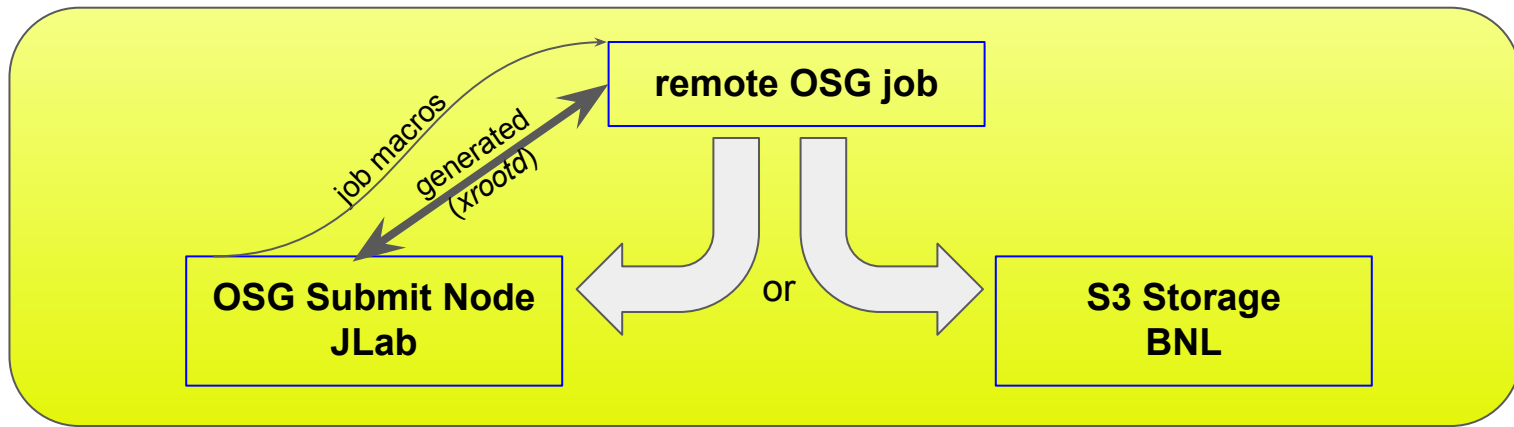 remote OSG job
job macros
generated
(xrootd)
OSG Submit Node
JLab
or
S3 Storage
BNL